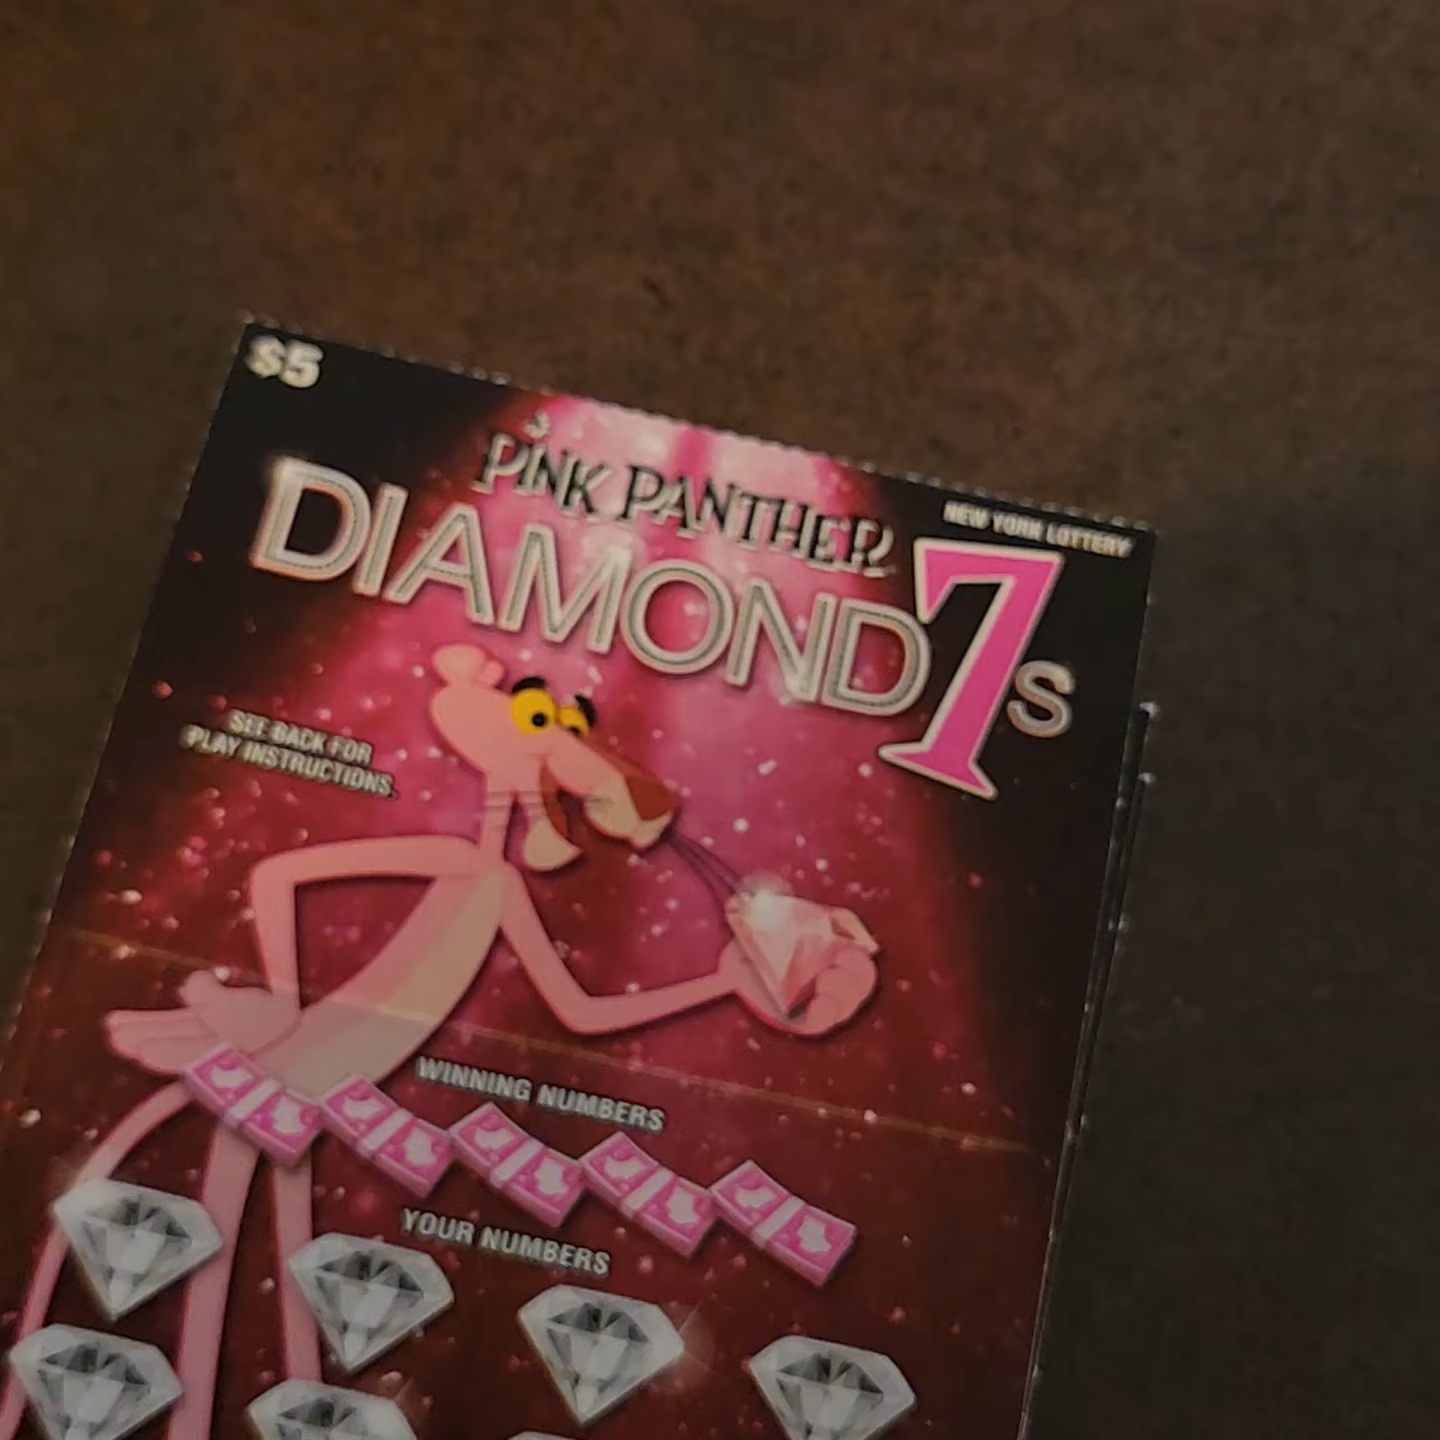 $5
PINK PANTHER
NEW YORK LOTTERY
DIAMOND 7s
SEE BACK FOR
PLAY INSTRUCTIONS.
WINNING NUMBERS
YOUR NUMBERS